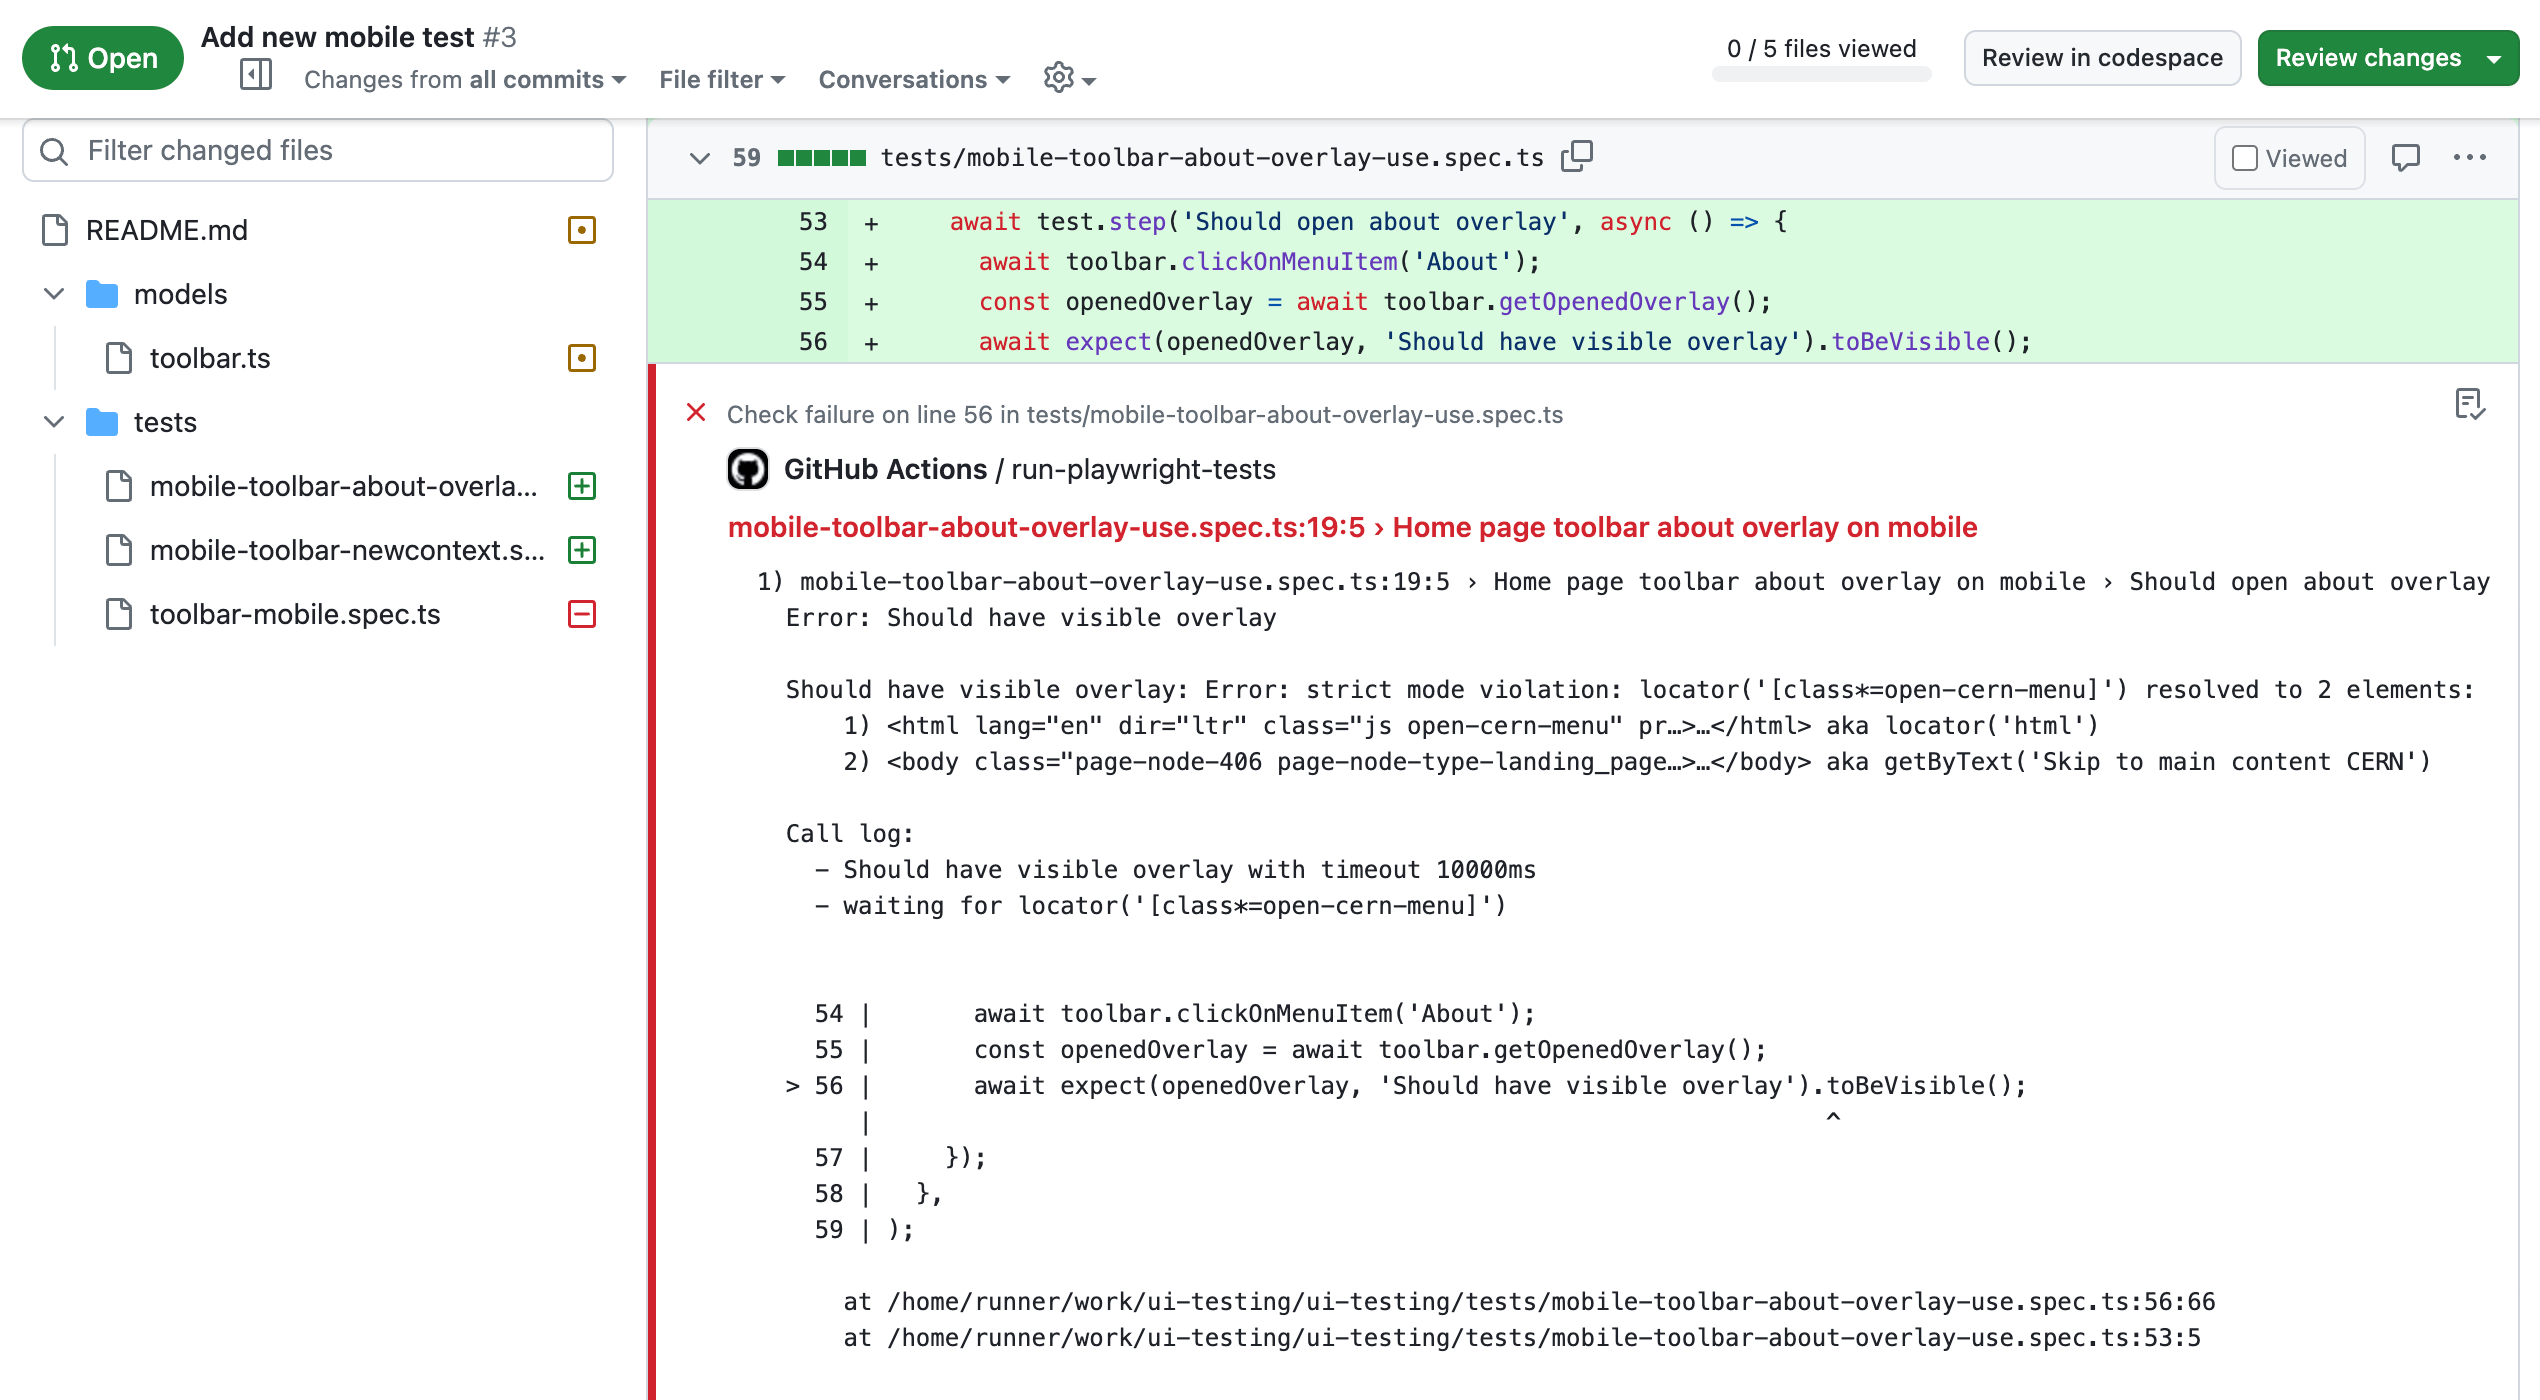 Open
Add new mobile test #3
Changes from all commits File filter Conversations
0 / 5 files viewed
Review in codespace
Review changes
Filter changed files
README.md
models
toolbar.ts
tests
mobile-toolbar-about-overla...
mobile-toolbar-newcontext.s...
toolbar-mobile.spec.ts
59 tests/mobile-toolbar-about-overlay-use.spec.ts
Viewed
53 + await test.step('Should open about overlay', async () => {
54 + await toolbar.clickOnMenuItem('About');
55 + const openedOverlay = await toolbar.getOpenedOverlay();
56 + await expect(openedOverlay, 'Should have visible overlay').toBeVisible();
Check failure on line 56 in tests/mobile-toolbar-about-overlay-use.spec.ts
GitHub Actions / run-playwright-tests
mobile-toolbar-about-overlay-use.spec.ts:19:5 › Home page toolbar about overlay on mobile
1) mobile-toolbar-about-overlay-use.spec.ts:19:5 › Home page toolbar about overlay on mobile › Should open about overlay
Error: Should have visible overlay
Should have visible overlay: Error: strict mode violation: locator('[class*=open-cern-menu]') resolved to 2 elements:
1) <html lang="en" dir="ltr" class="js open-cern-menu" pr…>…</html> aka locator('html')
2) <body class="page-node-406 page-node-type-landing_page…>…</body> aka getByText('Skip to main content CERN')
Call log:
- Should have visible overlay with timeout 10000ms
- waiting for locator('[class*=open-cern-menu]')
54 | await toolbar.clickOnMenuItem('About');
55 | const openedOverlay = await toolbar.getOpenedOverlay();
> 56 | await expect(openedOverlay, 'Should have visible overlay').toBeVisible();
| ^
57 | });
58 | },
59 | );
at /home/runner/work/ui-testing/ui-testing/tests/mobile-toolbar-about-overlay-use.spec.ts:56:66
at /home/runner/work/ui-testing/ui-testing/tests/mobile-toolbar-about-overlay-use.spec.ts:53:5